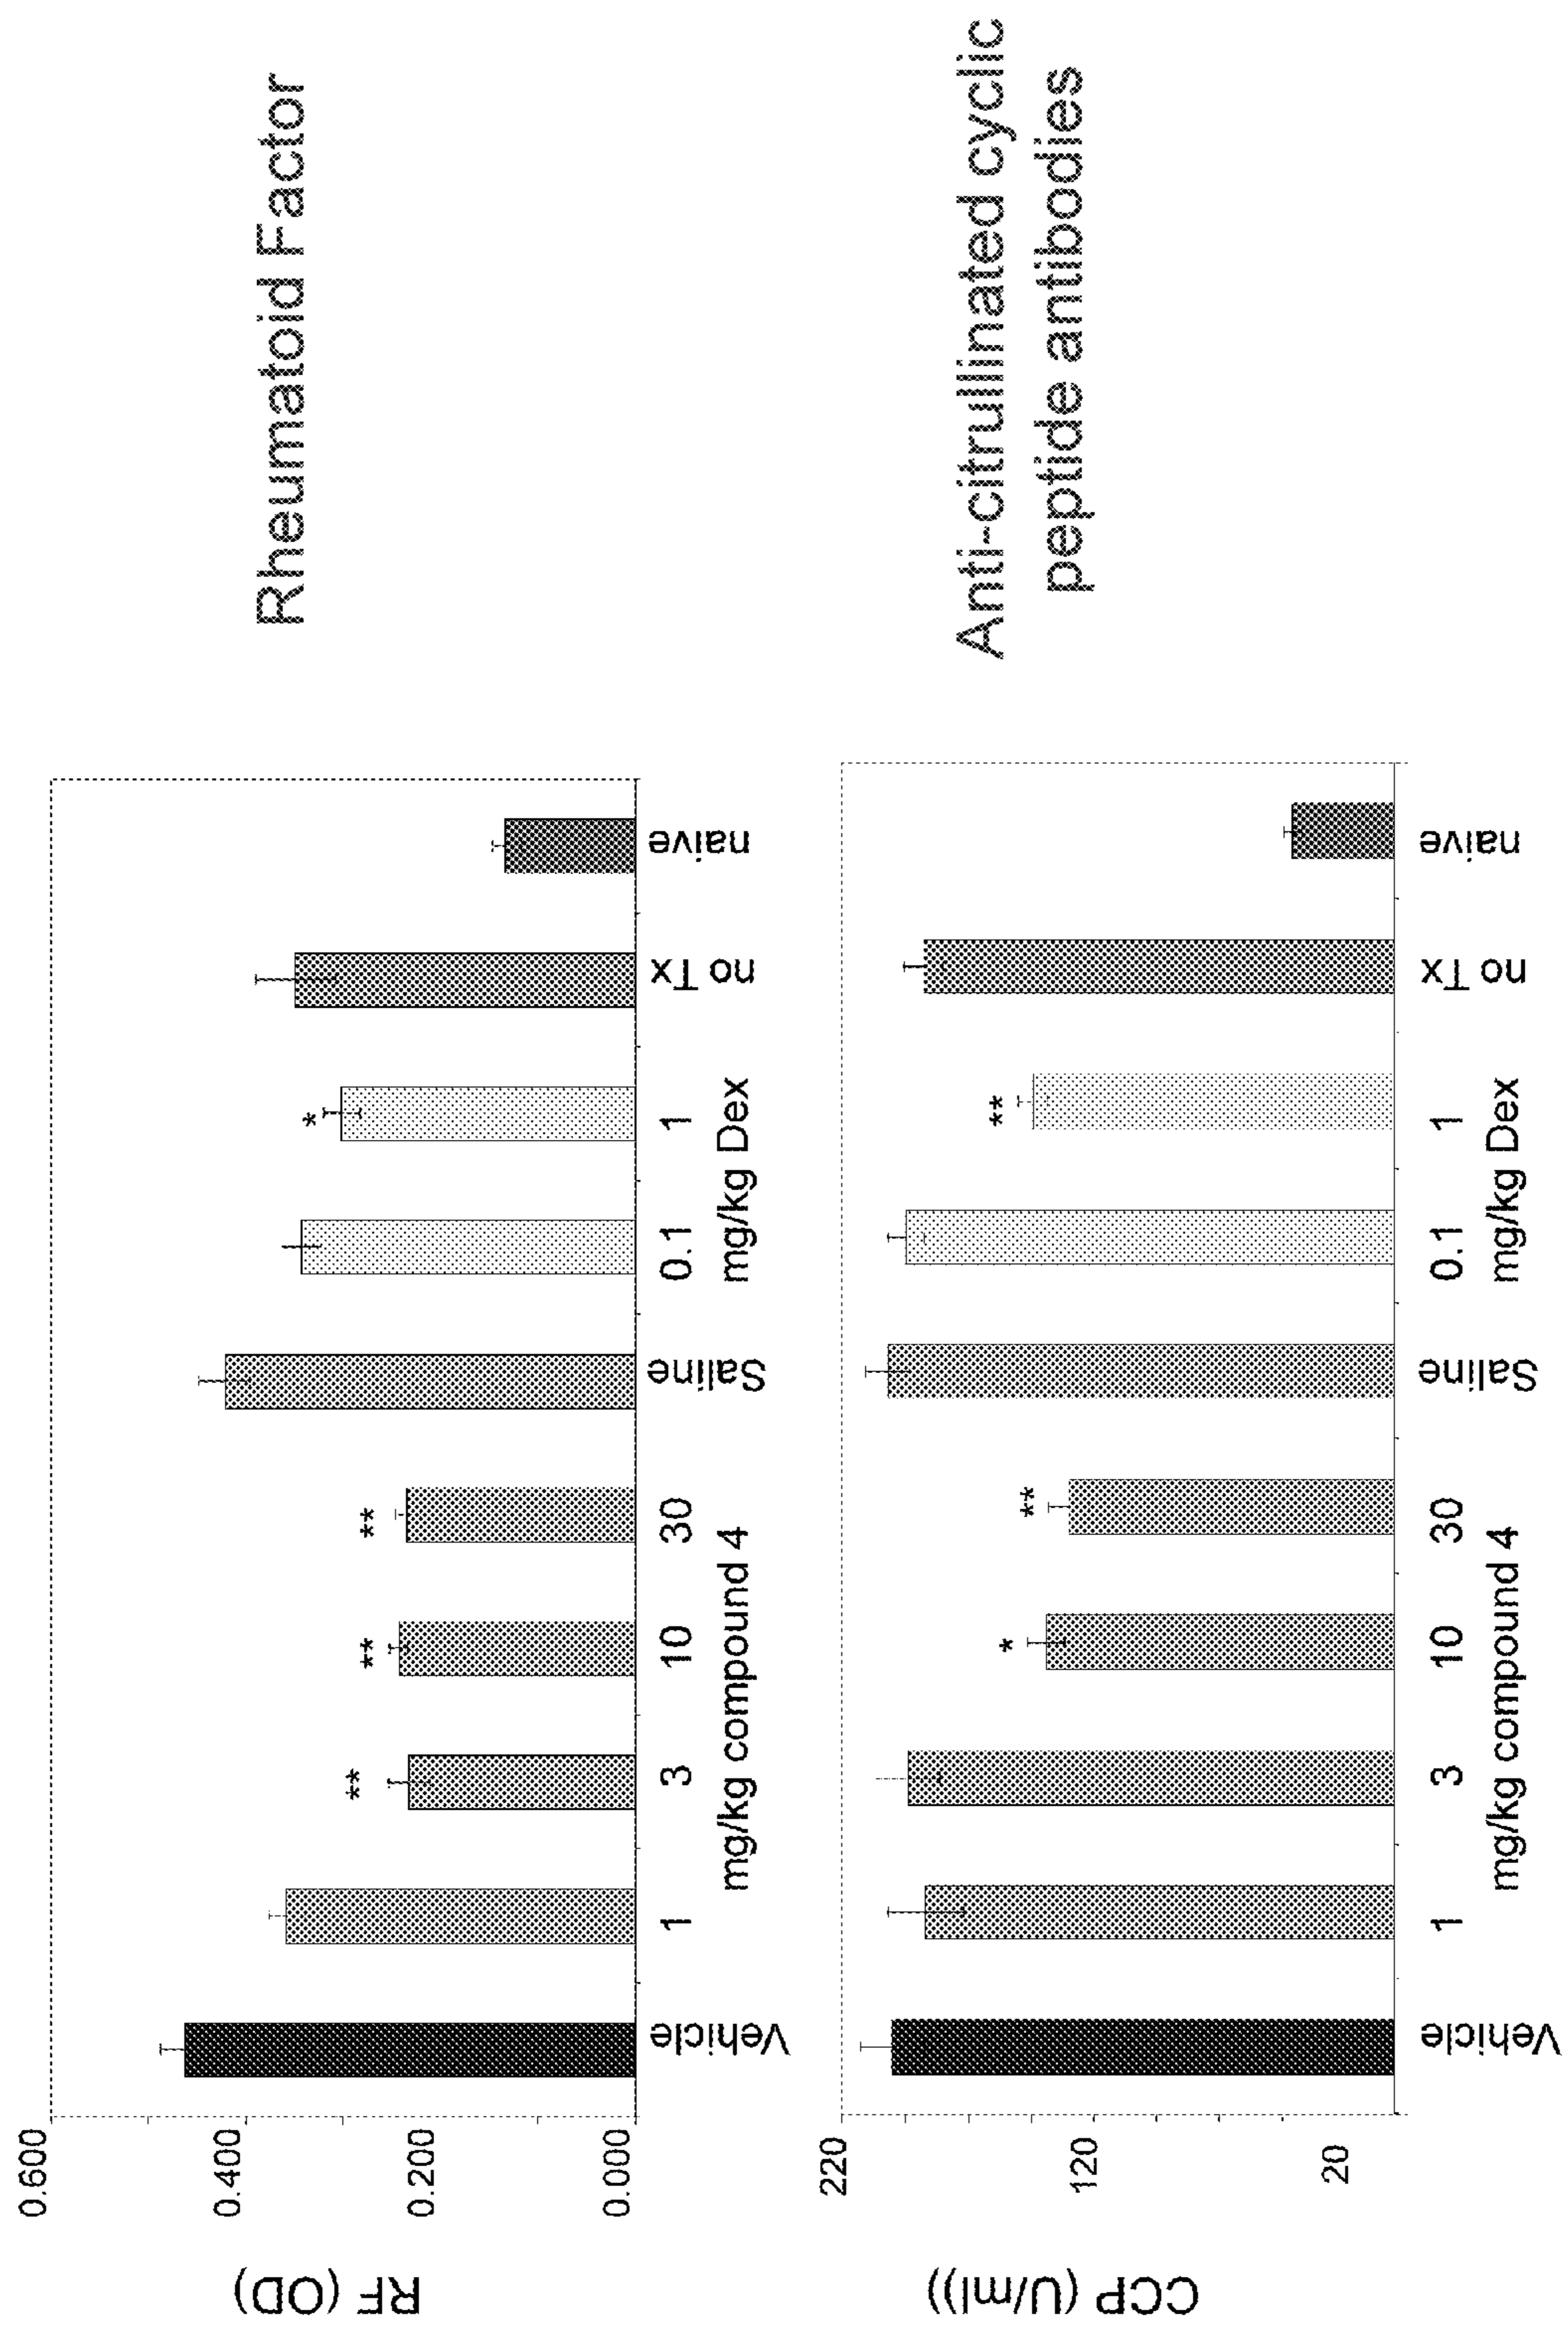 Rheumatoid Factor
RF (OD)
0.600
0.400
0.200
0.000
** ** ** *
Vehicle 1 3 10 30 Saline 0.1 1 no Tx naive
mg/kg compound 4 mg/kg Dex
Anti-citrullinated cyclic
peptide antibodies
CCP (U/ml))
220
120
20
* ** **
Vehicle 1 3 10 30 Saline 0.1 1 no Tx naive
mg/kg compound 4 mg/kg Dex